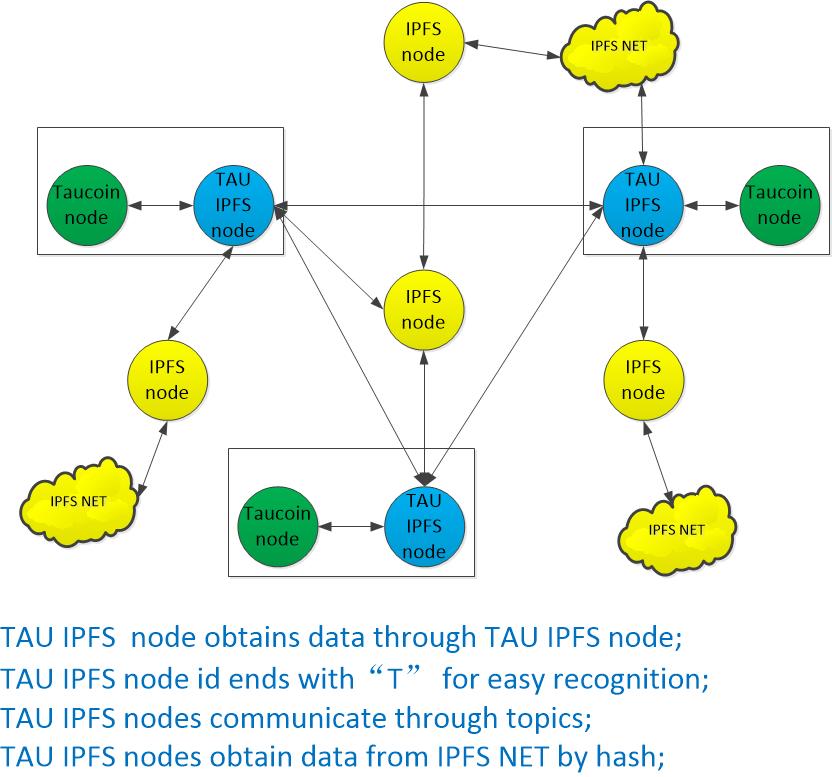 IPFS
node
IPFS NET
Taucoin
node
TAU
IPFS
node
TAU
IPFS
node
Taucoin
node
IPFS
node
IPFS
node
IPFS
node
IPFS NET
Taucoin
node
TAU
IPFS
node
IPFS NET
TAU IPFS  node obtains data through TAU IPFS node;
TAU IPFS node id ends with “T” for easy recognition;
TAU IPFS nodes communicate through topics;
TAU IPFS nodes obtain data from IPFS NET by hash;